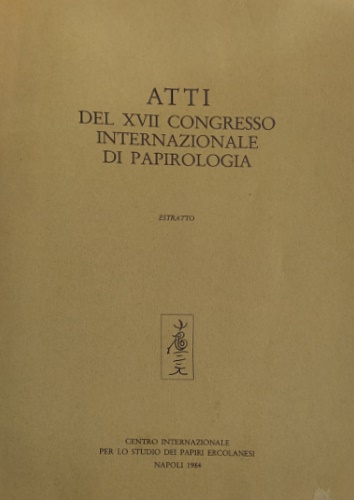 ATTI
DEL XVII CONGRESSO
INTERNAZIONALE
DI PAPIROLOGIA
ESTRATTO
CENTRO INTERNAZIONALE
PER LO STUDIO DEI PAPIRI ERCOLANESI
NAPOLI 1984